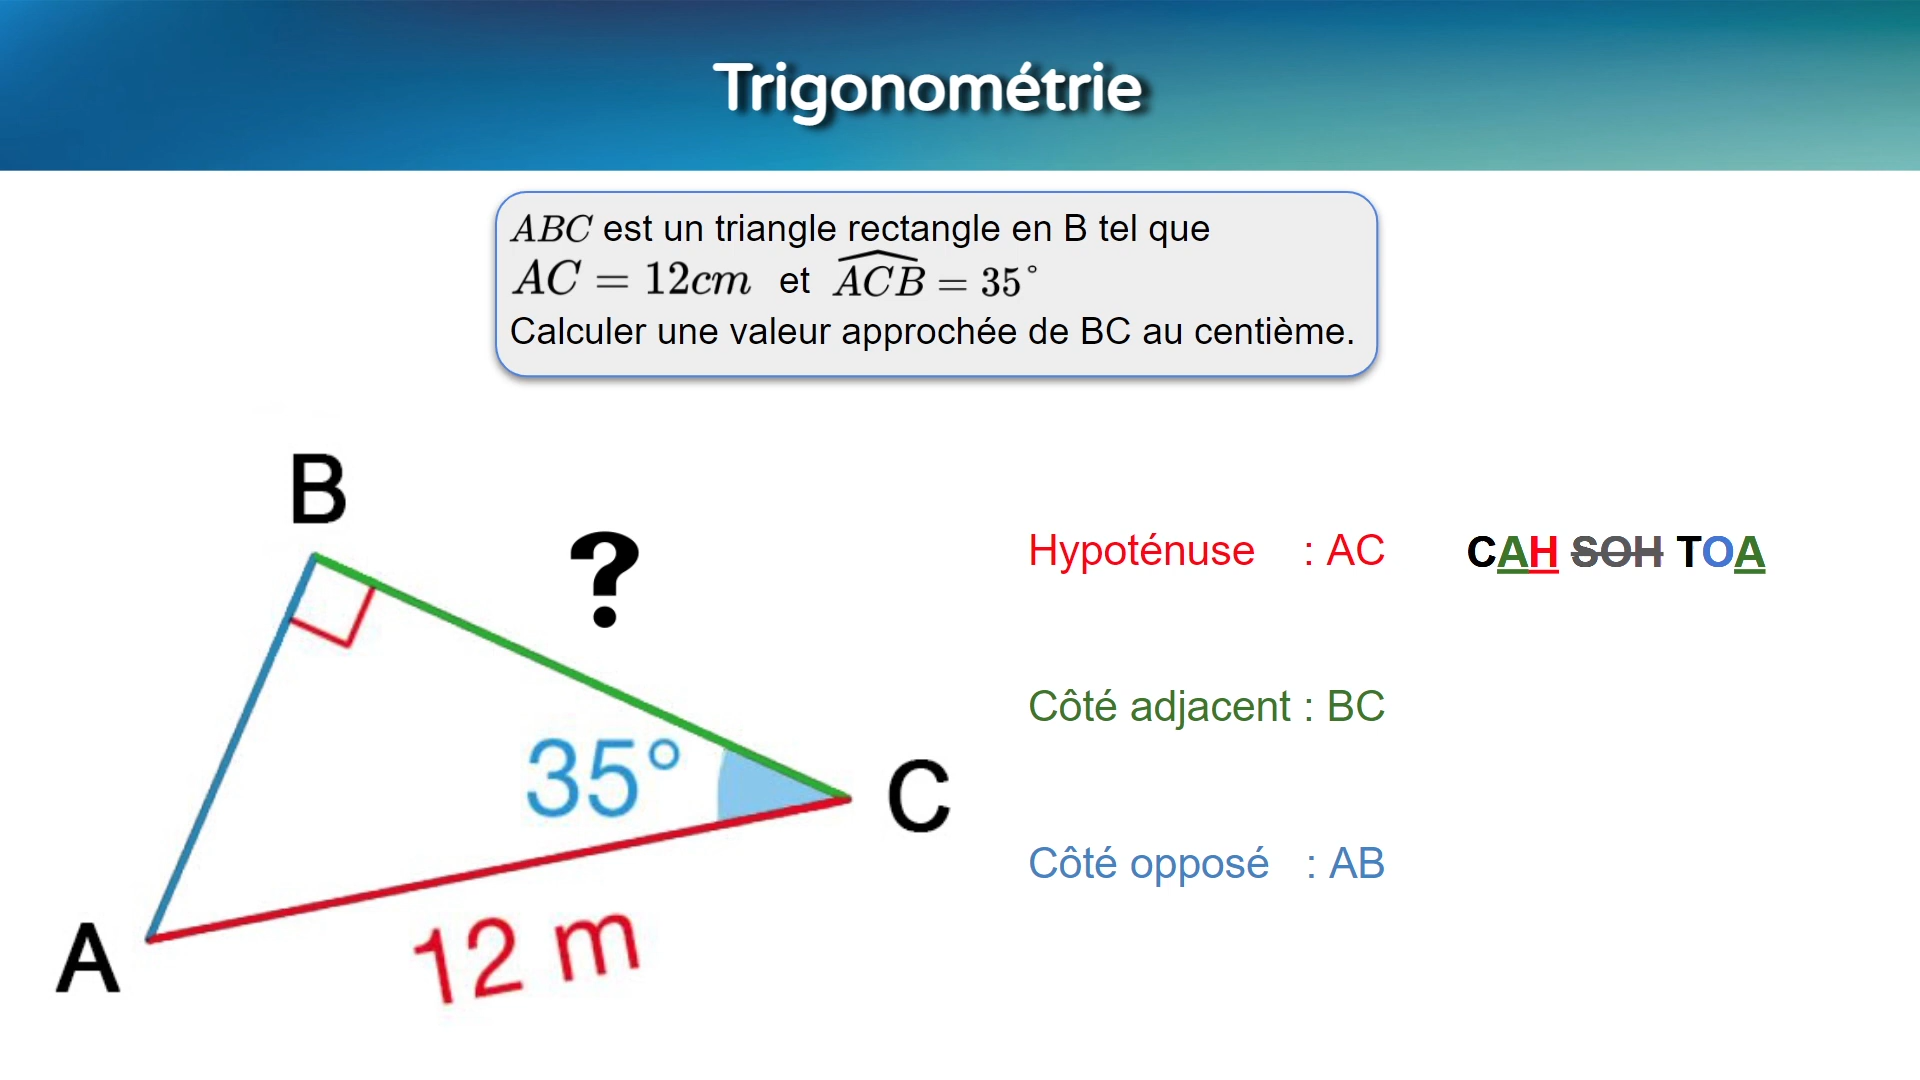 Trigonométrie
ABC est un triangle rectangle en B tel que
AC = 12cm et \widehat{ACB} = 35°
Calculer une valeur approchée de BC au centième.
B
?
35°
C
A
12 m
Hypoténuse : AC
CAH SOH TOA
Côté adjacent : BC
Côté opposé : AB